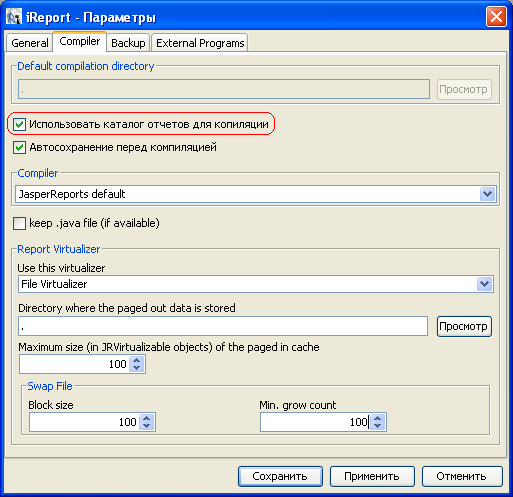 iReport - Параметры
General Compiler Backup External Programs
Default compilation directory
. Просмотр
Использовать каталог отчетов для копиляции
Автосохранение перед компиляцией
Compiler
JasperReports default
keep .java file (if available)
Report Virtualizer
Use this virtualizer
File Virtualizer
Directory where the paged out data is stored
. Просмотр
Maximum size (in JRVirtualizable objects) of the paged in cache
100
Swap File
Block size Min. grow count
100 100
Сохранить Применить Отменить